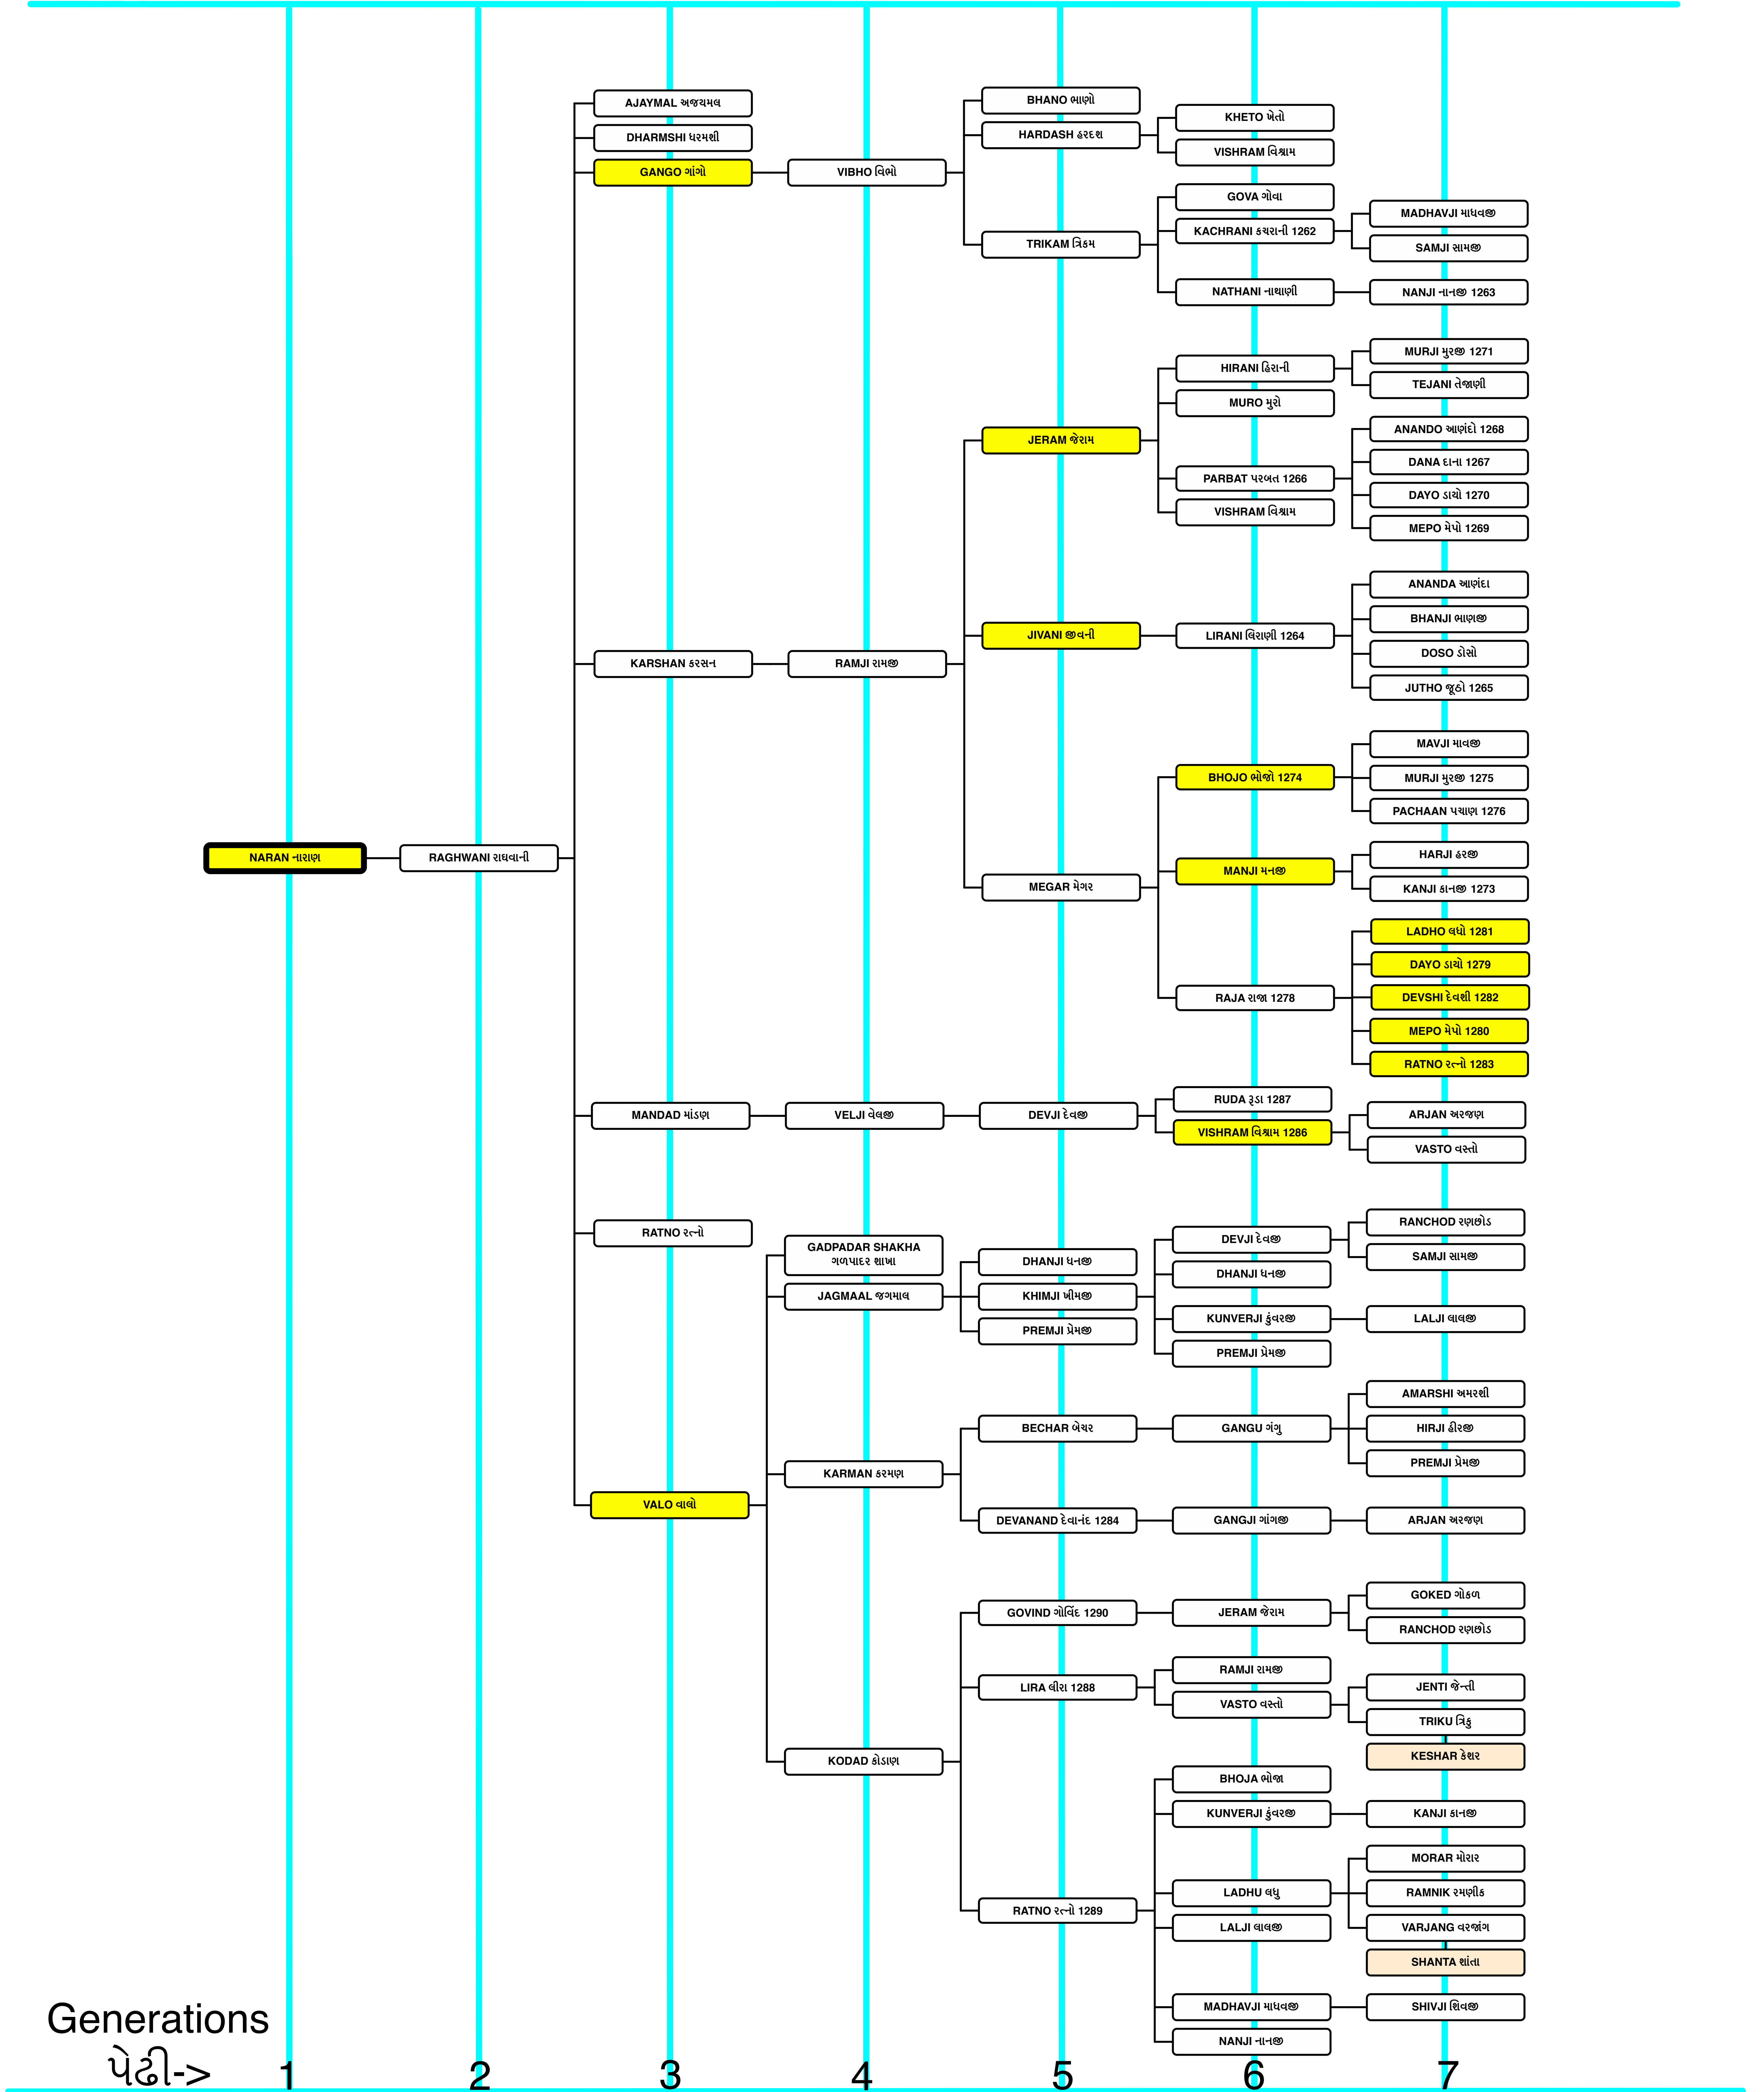 AJAYMAL અજયમલ
DHARMSHI ધરમશી
GANGO ગાંગો
VIBHO વિભો
BHANO ભાણો
HARDASH હરદશ
KHETO ખેતો
VISHRAM વિશ્રામ
TRIKAM ત્રિકમ
GOVA ગોવા
KACHRANI કચરાની 1262
MADHAVJI માધવજી
SAMJI સામજી
NATHANI નાથાણી
NANJI નાનજી 1263
KARSHAN કરસન
RAMJI રામજી
JERAM જેરામ
HIRANI હિરાની
MURJI મુરજી 1271
TEJANI તેજાણી
MURO મુરો
PARBAT પરબત 1266
ANANDO આણંદો 1268
DANA દાના 1267
DAYO ડાયો 1270
MEPO મેપો 1269
VISHRAM વિશ્રામ
JIVANI જીવની
LIRANI લિરાણી 1264
ANANDA આણંદા
BHANJI ભાણજી
DOSO ડોસો
JUTHO જૂઠો 1265
MEGAR મેગર
BHOJO ભોજો 1274
MAVJI માવજી
MURJI મુરજી 1275
PACHAAN પચાણ 1276
MANJI મનજી
HARJI હરજી
KANJI કાનજી 1273
RAJA રાજા 1278
LADHO લધો 1281
DAYO ડાયો 1279
DEVSHI દેવશી 1282
MEPO મેપો 1280
RATNO રત્નો 1283
NARAN નારાણ
RAGHWANI રાઘવાની
MANDAD માંડણ
VELJI વેલજી
DEVJI દેવજી
RUDA રૂડા 1287
VISHRAM વિશ્રામ 1286
ARJAN અરજણ
VASTO વસ્તો
RATNO રત્નો
VALO વાલો
GADPADAR SHAKHA
ગળપાદર શાખા
JAGMAAL જગમાલ
DHANJI ધનજી
KHIMJI ખીમજી
PREMJI પ્રેમજી
DEVJI દેવજી
RANCHOD રણછોડ
SAMJI સામજી
DHANJI ધનજી
KUNVERJI કુંવરજી
LALJI લાલજી
PREMJI પ્રેમજી
KARMAN કરમણ
BECHAR બેચર
GANGU ગંગુ
AMARSHI અમરશી
HIRJI હીરજી
PREMJI પ્રેમજી
DEVANAND દેવાનંદ 1284
GANGJI ગાંગજી
ARJAN અરજણ
KODAD કોડાણ
GOVIND ગોવિંદ 1290
JERAM જેરામ
GOKED ગોકળ
RANCHOD રણછોડ
LIRA લીરા 1288
RAMJI રામજી
VASTO વસ્તો
JENTI જેન્તી
TRIKU ત્રિકુ
KESHAR કેશર
RATNO રત્નો 1289
BHOJA ભોજા
KUNVERJI કુંવરજી
KANJI કાનજી
LADHU લધુ
MORAR મોરાર
RAMNIK રમણીક
VARJANG વરજાંગ
LALJI લાલજી
SHANTA શાંતા
MADHAVJI માધવજી
SHIVJI શિવજી
NANJI નાનજી
Generations
પેઢી-> 1 2 3 4 5 6 7